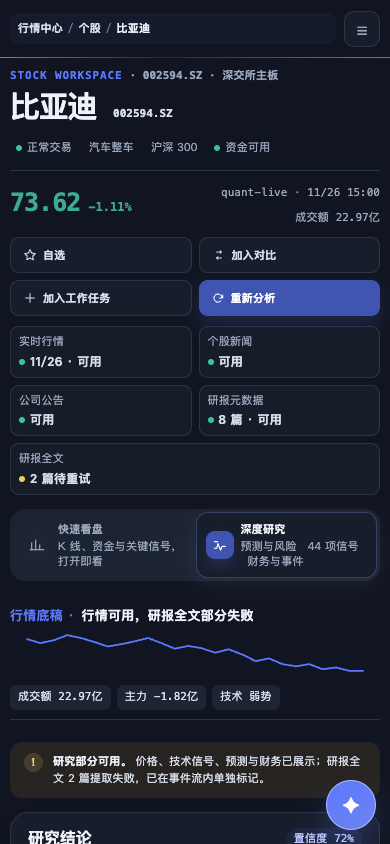 行情中心 / 个股 / 比亚迪
STOCK WORKSPACE · 002594.SZ · 深交所主板
比亚迪 002594.SZ
正常交易 汽车整车 沪深 300 资金可用
73.62 -1.11%
quant-live · 11/26 15:00
成交额 22.97亿
自选
加入对比
加入工作任务
重新分析
实时行情
11/26 · 可用
个股新闻
可用
公司公告
可用
研报元数据
8 篇 · 可用
研报全文
2 篇待重试
快速看盘
K 线、资金与关键信号，
打开即看
深度研究
预测与风险 44 项信号
财务与事件
行情底稿 · 行情可用，研报全文部分失败
成交额 22.97亿 主力 -1.82亿 技术 弱势
! 研究部分可用。 价格、技术信号、预测与财务已展示；研报全
文 2 篇提取失败，已在事件流内单独标记。
研究结论
置信度 72%